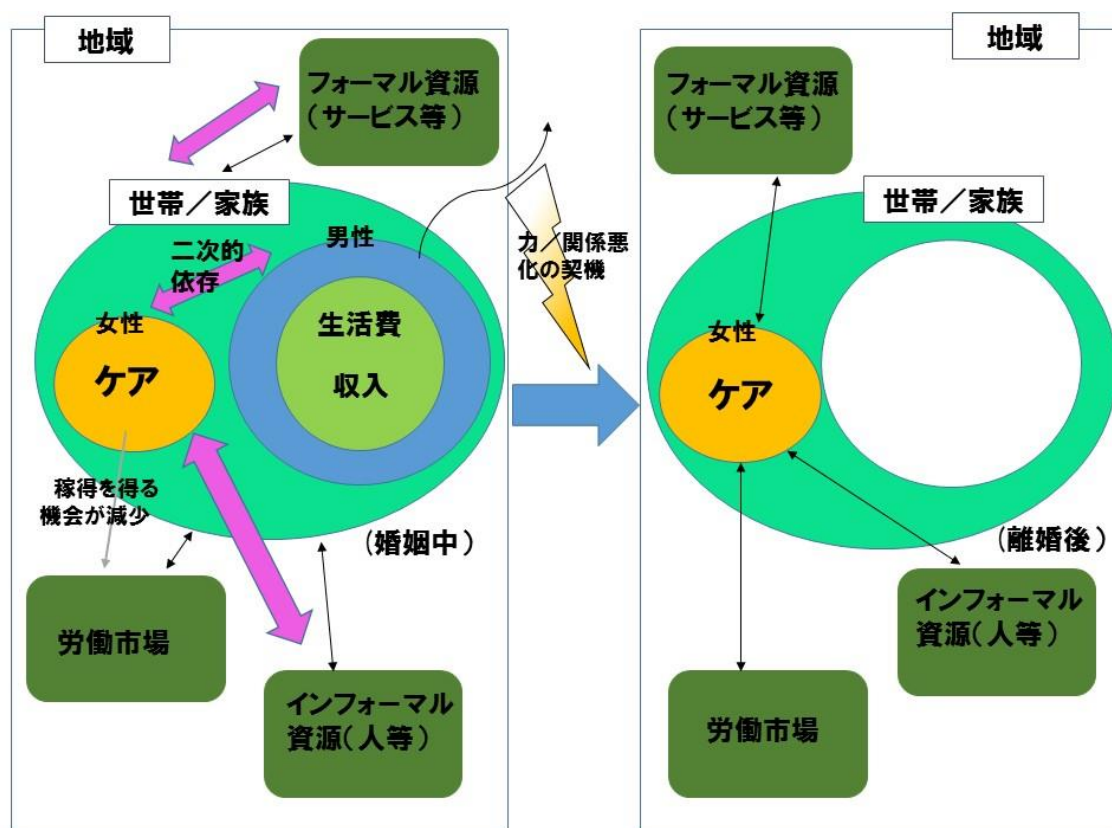 地域
フォーマル資源
（サービス等）
世帯／家族
二次的
依存
男性
生活費
収入
女性
ケア
稼得を得る
機会が減少
（婚姻中）
労働市場
インフォーマル
資源（人等）
力／関係悪
化の契機
地域
フォーマル資源
（サービス等）
世帯／家族
女性
ケア
（離婚後）
インフォーマル
資源（人等）
労働市場